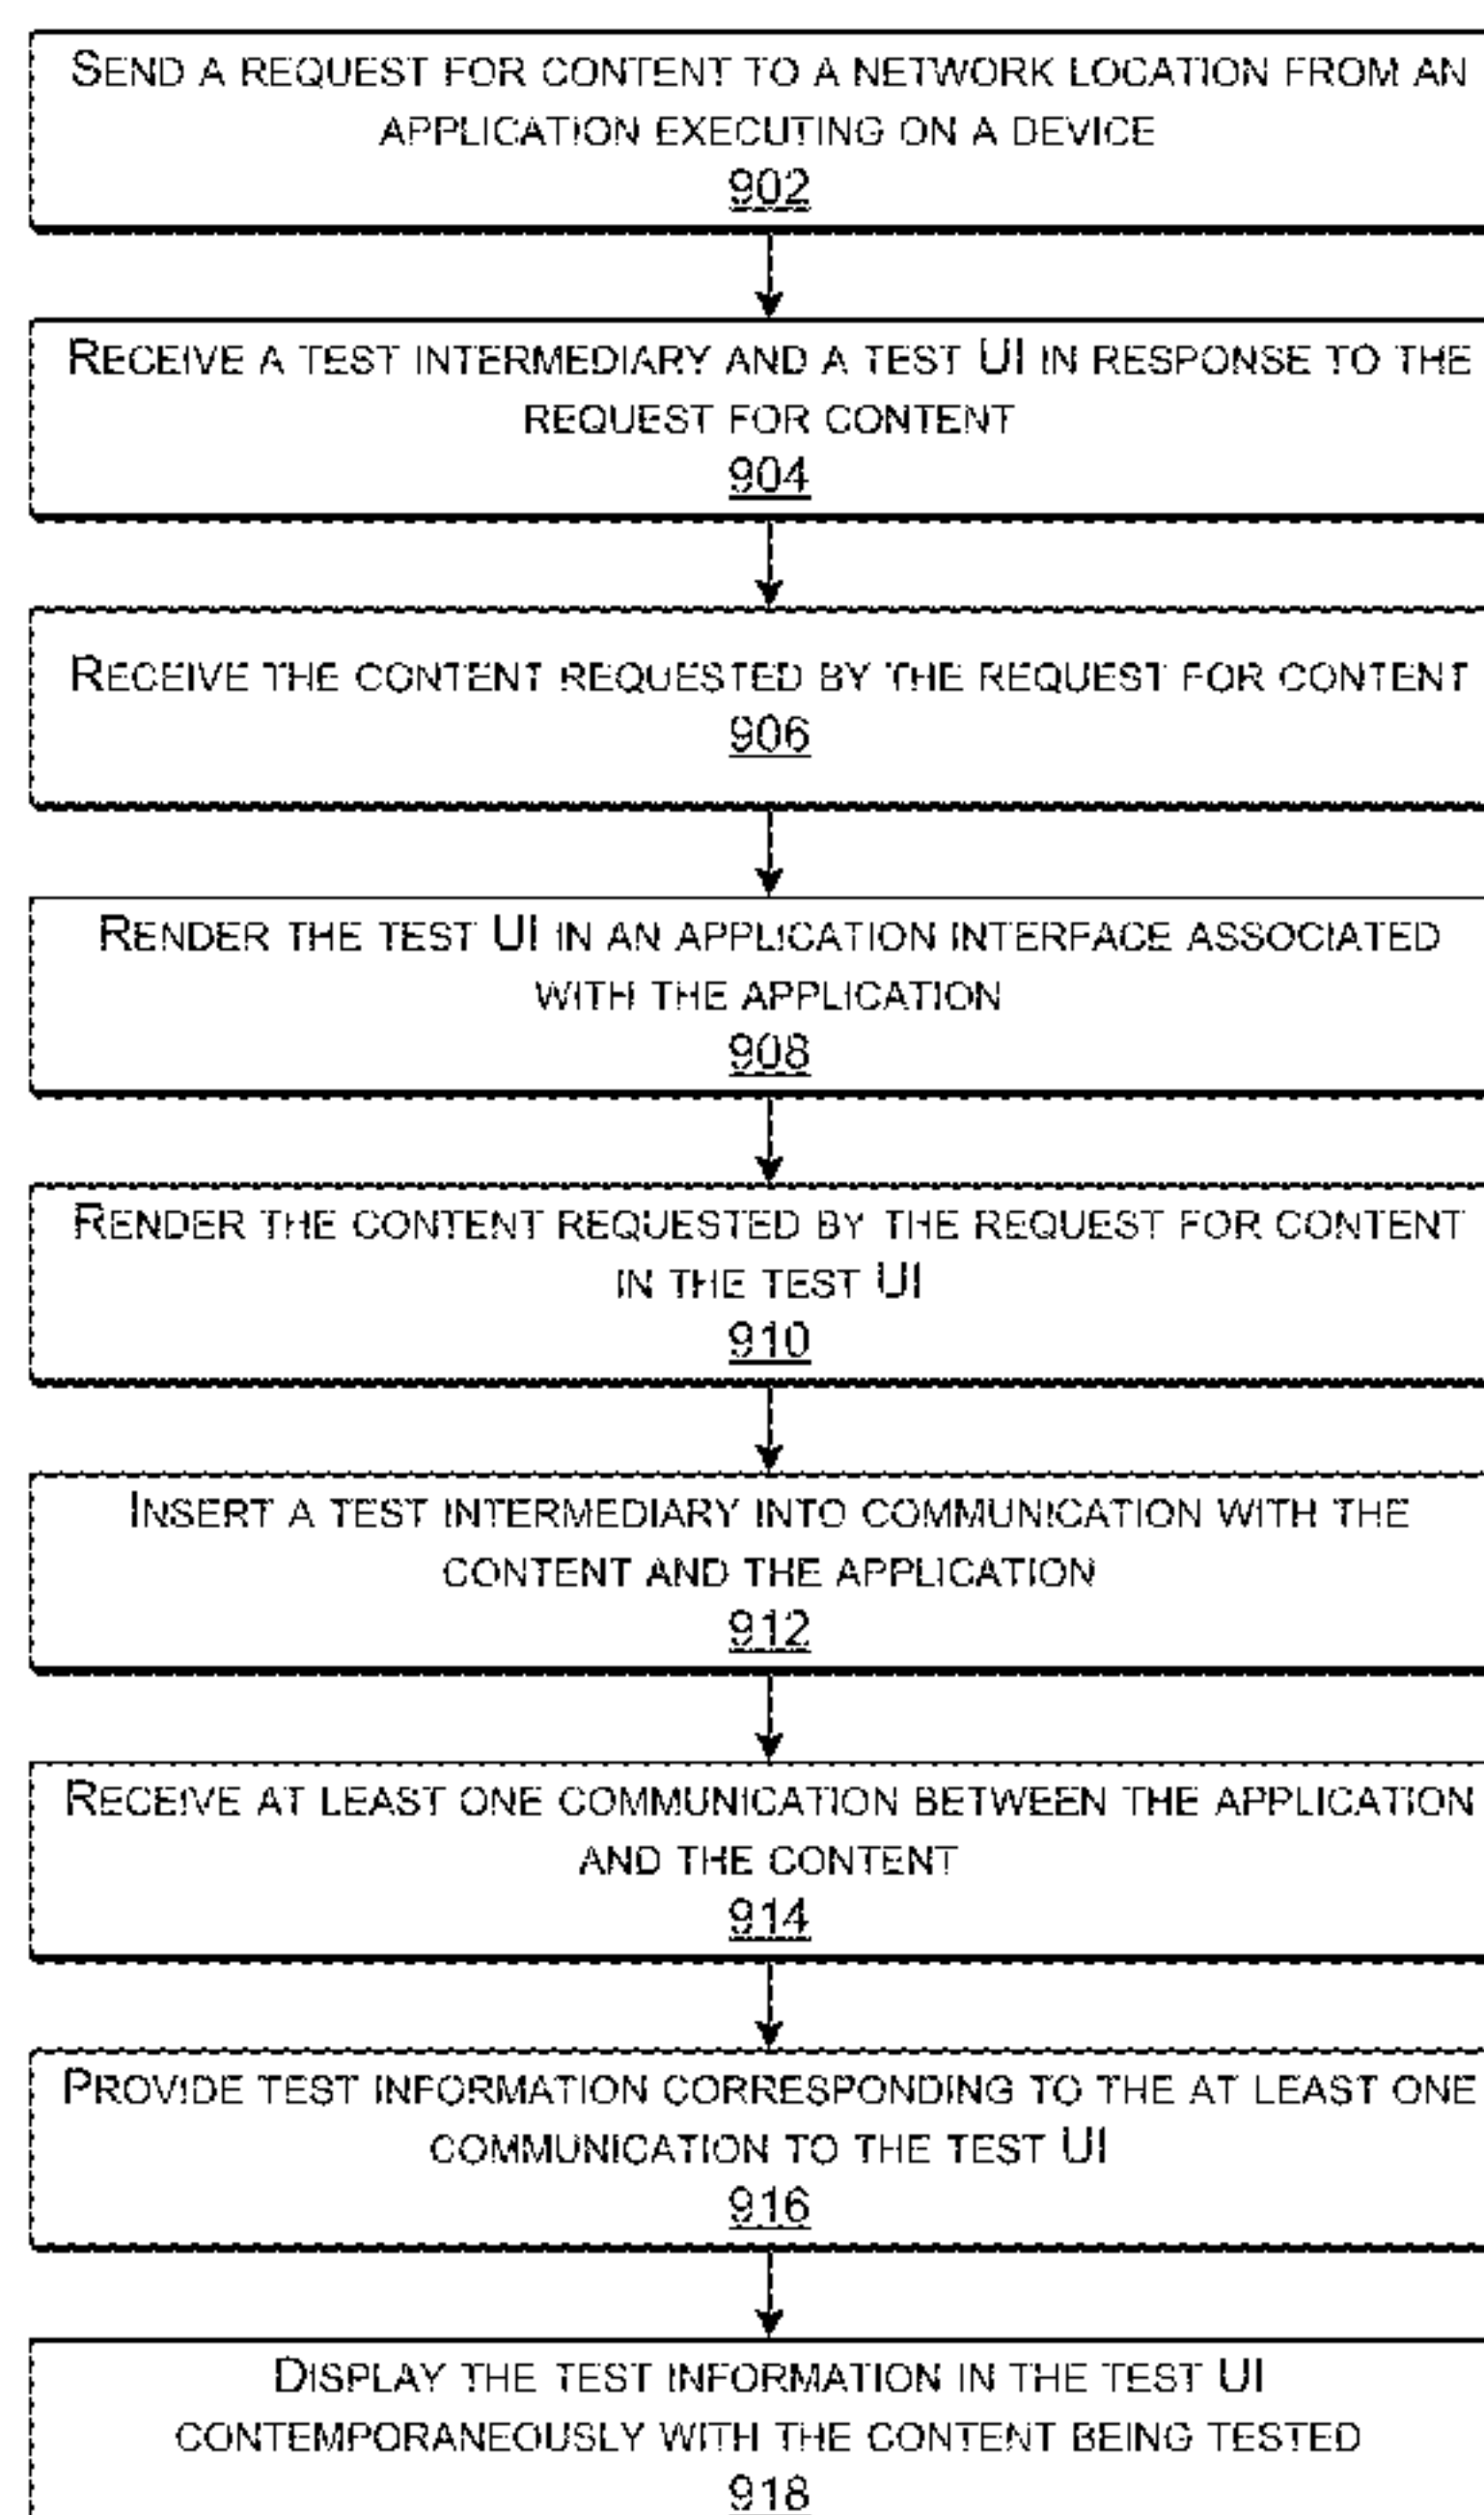 SEND A REQUEST FOR CONTENT TO A NETWORK LOCATION FROM AN
APPLICATION EXECUTING ON A DEVICE
902
RECEIVE A TEST INTERMEDIARY AND A TEST UI IN RESPONSE TO THE
REQUEST FOR CONTENT
904
RECEIVE THE CONTENT REQUESTED BY THE REQUEST FOR CONTENT
906
RENDER THE TEST UI IN AN APPLICATION INTERFACE ASSOCIATED
WITH THE APPLICATION
908
RENDER THE CONTENT REQUESTED BY THE REQUEST FOR CONTENT
IN THE TEST UI
910
INSERT A TEST INTERMEDIARY INTO COMMUNICATION WITH THE
CONTENT AND THE APPLICATION
912
RECEIVE AT LEAST ONE COMMUNICATION BETWEEN THE APPLICATION
AND THE CONTENT
914
PROVIDE TEST INFORMATION CORRESPONDING TO THE AT LEAST ONE
COMMUNICATION TO THE TEST UI
916
DISPLAY THE TEST INFORMATION IN THE TEST UI
CONTEMPORANEOUSLY WITH THE CONTENT BEING TESTED
918